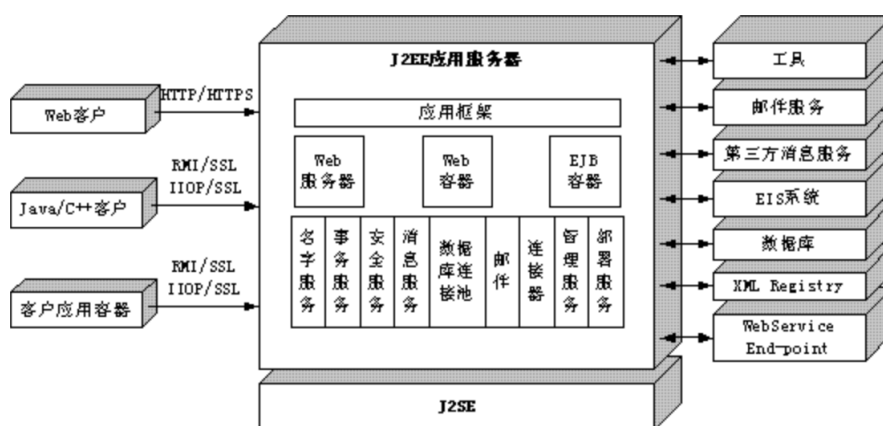 J2EE应用服务器
HTTP/HTTPS
Web客户
RMI/SSL
IIOP/SSL
Java/C++客户
RMI/SSL
IIOP/SSL
客户应用容器
应用框架
Web
服务器
Web
容器
EJB
容器
名字服务
事务服务
安全服务
消息服务
数据
库连
接池
邮件
连接器
管理服务
部署服务
J2SE
工具
邮件服务
第三方消息服务
EIS系统
数据库
XML Registry
WebService
End-point